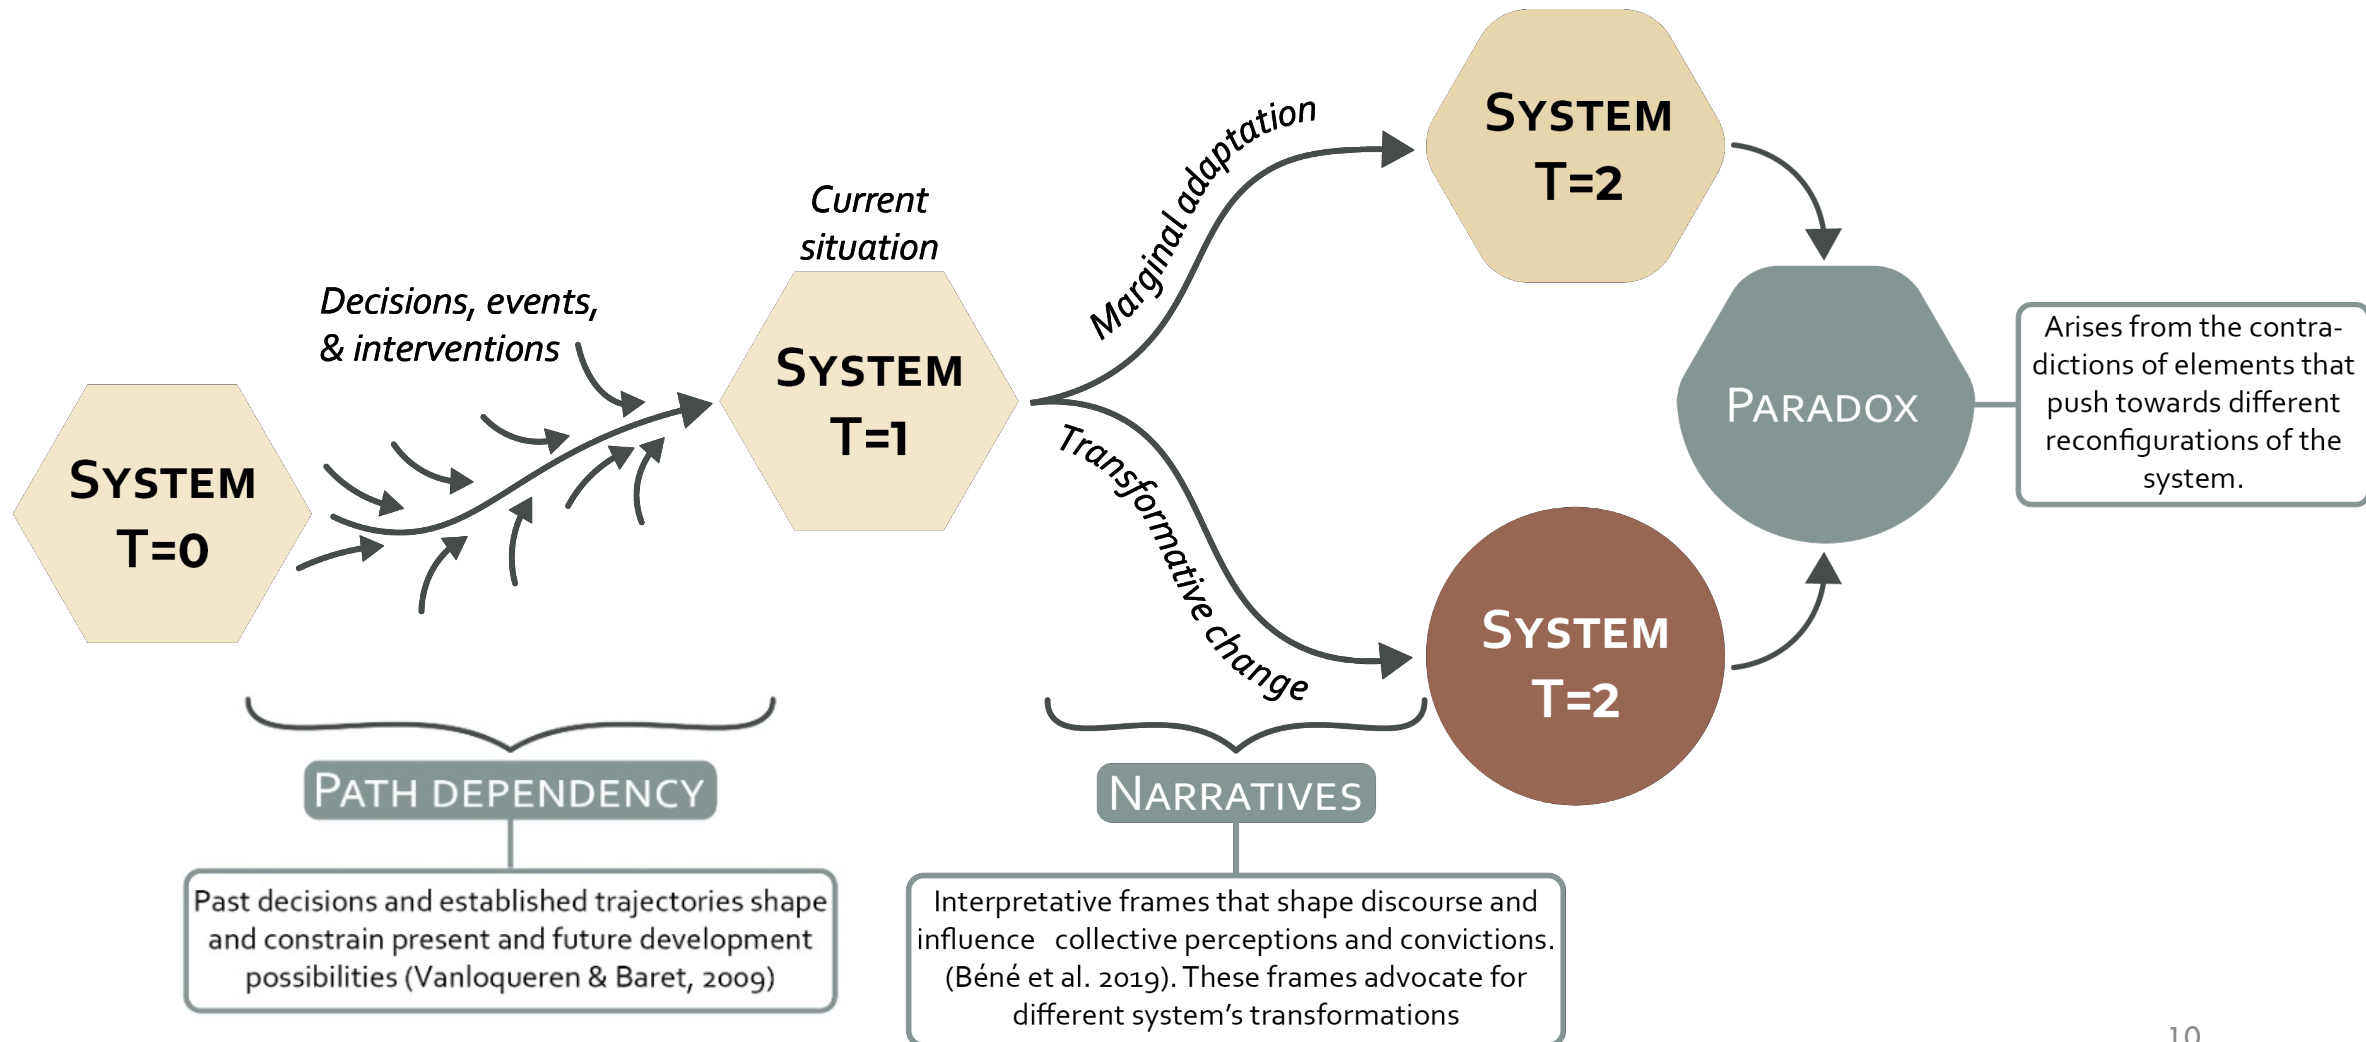 Decisions, events,
& interventions
Current
situation
SYSTEM
T=0
SYSTEM
T=1
Marginal adaptation
Transformative change
SYSTEM
T=2
SYSTEM
T=2
PARADOX
Arises from the contra-
dictions of elements that
push towards different
reconfigurations of the
system.
PATH DEPENDENCY
Past decisions and established trajectories shape
and constrain present and future development
possibilities (Vanloqueren & Baret, 2009)
NARRATIVES
Interpretative frames that shape discourse and
influence collective perceptions and convictions.
(Béné et al. 2019). These frames advocate for
different system’s transformations
10